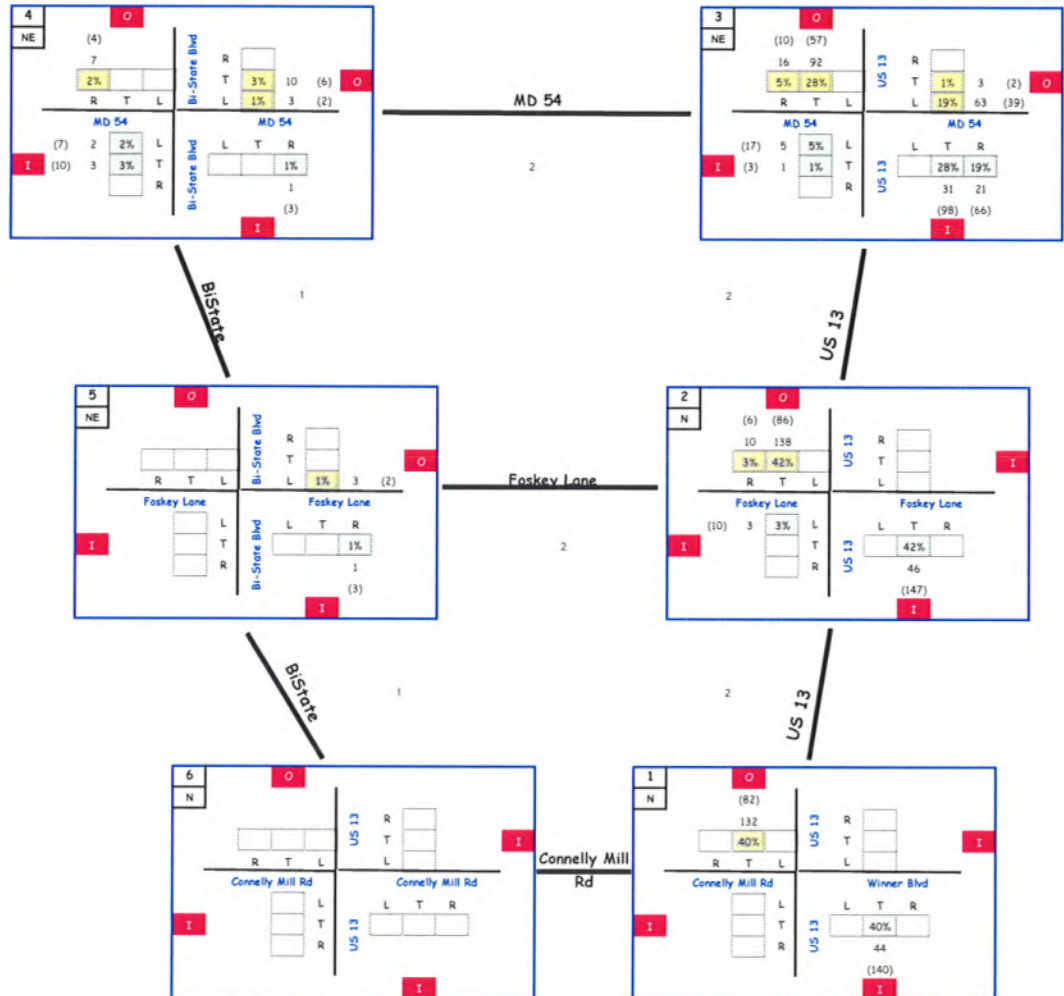 4
NE
O
(4)
7
2%
R T L
Bi-State Blvd
R
T 3% 10 (6) O
L 1% 3 (2)
MD 54
MD 54
(7) 2 2% L
I (10) 3 3% T
R
Bi-State Blvd
L T R
1%
1
(3)
I
MD 54
2
3
NE
O
(10) (57)
16 92
5% 28%
R T L
US 13
R
T 1% 3 (2) O
L 19% 63 (39)
MD 54
MD 54
(17) 5 5% L
I (3) 1 1% T
R
US 13
L T R
28% 19%
31 21
(98) (66)
I
BiState
1
2
US 13
5
NE
O
R T L
Bi-State Blvd
R
T O
L 1% 3 (2)
Foskey Lane
Foskey Lane
L
I T
R
Bi-State Blvd
L T R
1%
1
(3)
I
Foskey Lane
2
2
N
O
(6) (86)
10 138
3% 42%
R T L
US 13
R
T I
L
Foskey Lane
Foskey Lane
(10) 3 3% L
I T
R
US 13
L T R
42%
46
(147)
I
BiState
1
2
US 13
6
N
O
R T L
US 13
R
T I
L
Connelly Mill Rd
Connelly Mill Rd
L
I T
R
US 13
L T R
I
Connelly Mill
Rd
1
N
O
(82)
132
40%
R T L
US 13
R
T I
L
Connelly Mill Rd
Winner Blvd
L
I T
R
US 13
L T R
40%
44
(140)
I